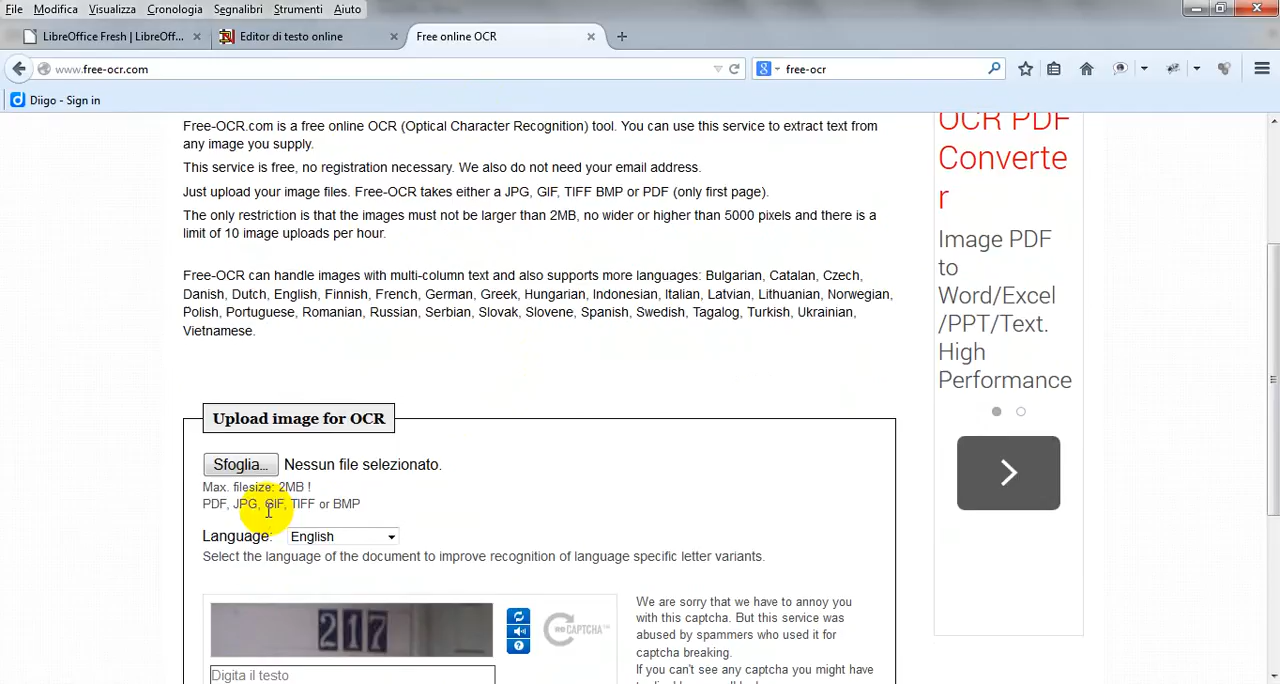 File Modifica Visualizza Cronologia Segnalibri Strumenti Aiuto
LibreOffice Fresh | LibreOff... Editor di testo online Free online OCR
www.free-ocr.com free-ocr
Diigo - Sign in
Free-OCR.com is a free online OCR (Optical Character Recognition) tool. You can use this service to extract text from
any image you supply.
This service is free, no registration necessary. We also do not need your email address.
Just upload your image files. Free-OCR takes either a JPG, GIF, TIFF BMP or PDF (only first page).
The only restriction is that the images must not be larger than 2MB, no wider or higher than 5000 pixels and there is a
limit of 10 image uploads per hour.
Free-OCR can handle images with multi-column text and also supports more languages: Bulgarian, Catalan, Czech,
Danish, Dutch, English, Finnish, French, German, Greek, Hungarian, Indonesian, Italian, Latvian, Lithuanian, Norwegian,
Polish, Portuguese, Romanian, Russian, Serbian, Slovak, Slovene, Spanish, Swedish, Tagalog, Turkish, Ukrainian,
Vietnamese.
OCR PDF
Converte
r
Image PDF
to
Word/Excel
/PPT/Text.
High
Performance
Upload image for OCR
Sfoglia... Nessun file selezionato.
Max. filesize: 2MB !
PDF, JPG, GIF, TIFF or BMP
Language: English
Select the language of the document to improve recognition of language specific letter variants.
217
reCAPTCHA™
Digita il testo
We are sorry that we have to annoy you
with this captcha. But this service was
abused by spammers who used it for
captcha breaking.
If you can't see any captcha you might have